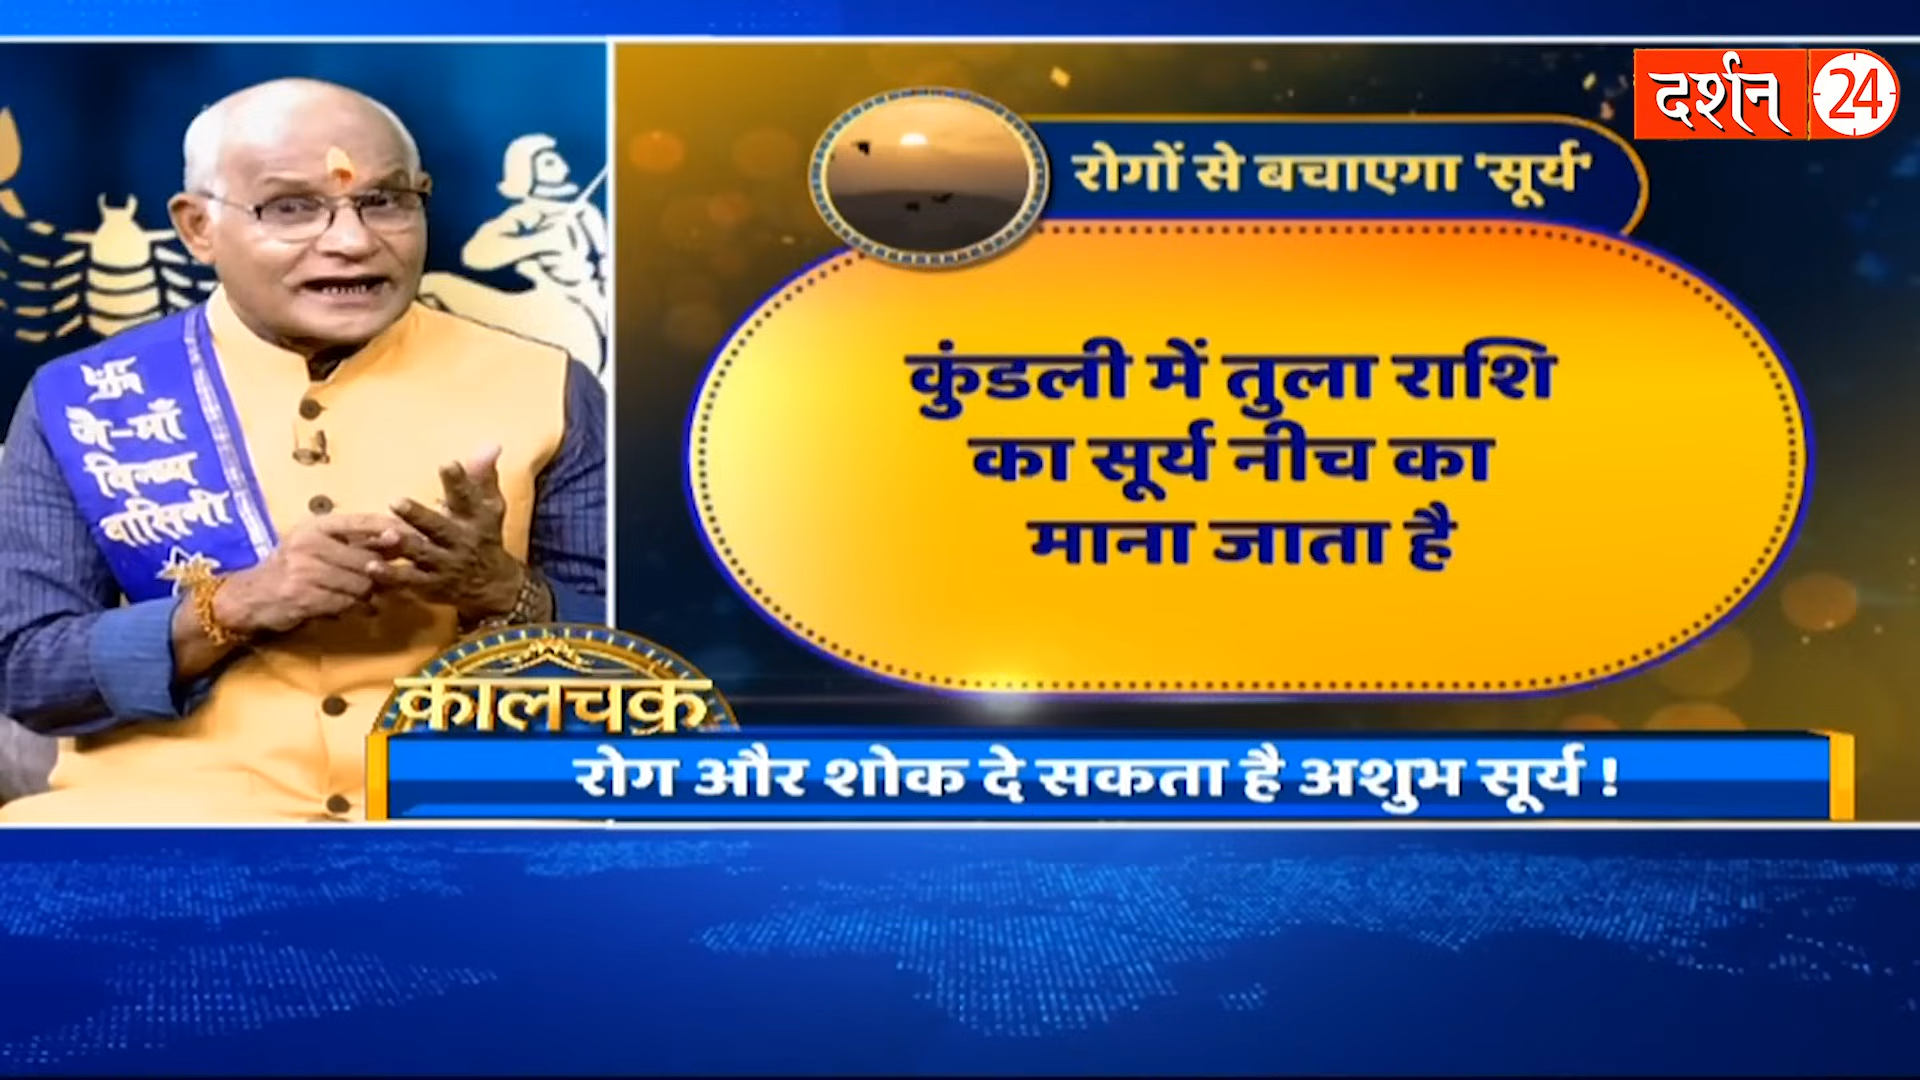 दर्शन 24
रोगों से बचाएगा 'सूर्य'
कुंडली में तुला राशि
का सूर्य नीच का
माना जाता है
जै-माँ
विन्ध्य
वासिनी
कालचक्र
रोग और शोक दे सकता है अशुभ सूर्य !